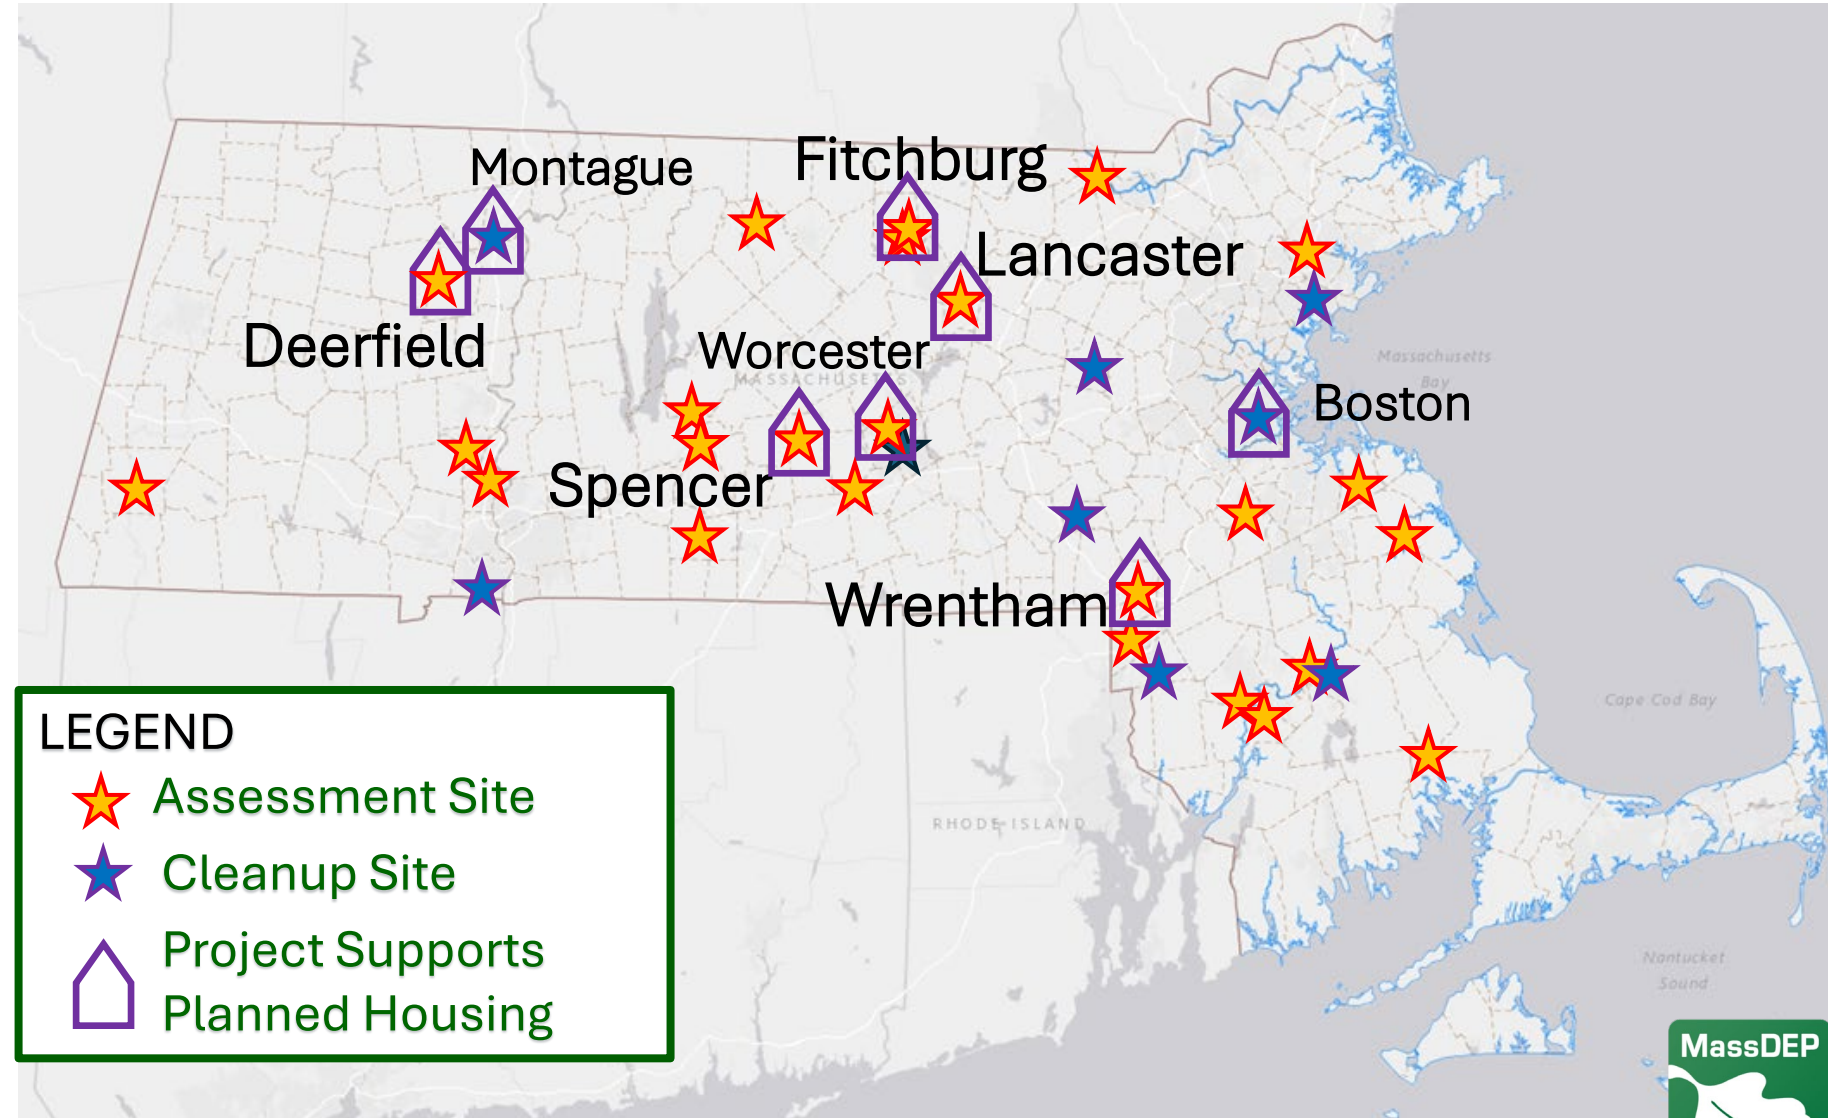 Montague
Fitchburg
Lancaster
Deerfield
Worcester
MASSACHUSETTS
Massachusetts
Bay
Boston
Spencer
Wrentham
Cape Cod Bay
RHODE ISLAND
Nantucket
Sound
LEGEND
Assessment Site
Cleanup Site
Project Supports
Planned Housing
MassDEP